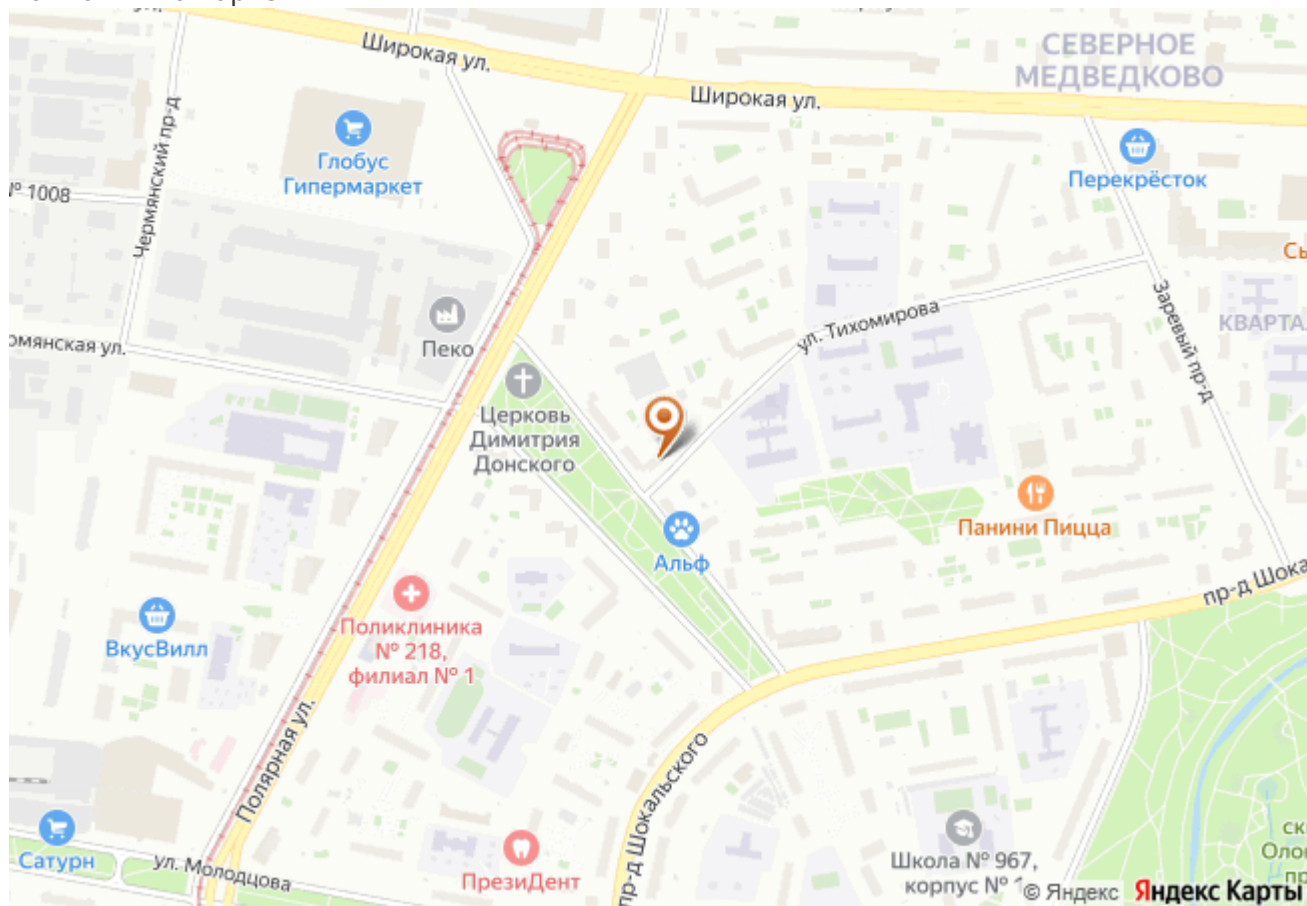 Широкая ул.
СЕВЕРНОЕ
МЕДВЕДКОВО
Широкая ул.
Чермянский пр-д
Глобус
Гипермаркет
Перекрёсток
№ 1008
ул. Тихомирова
Заревый пр-д
КВАРТА
Пеко
Церковь
Димитрия
Донского
Панини Пицца
Альф
пр-д Шока
ВкусВилл
Поликлиника
№ 218,
филиал № 1
Полярная ул.
пр-д Шокальского
Сатурн
ул. Молодцова
ПрезиДент
Школа № 967,
корпус № 1
© Яндекс Яндекс Карты